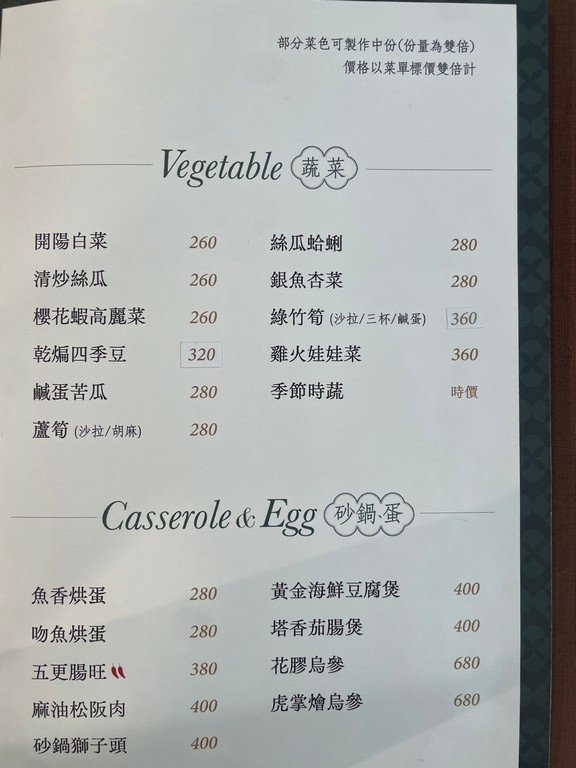 部分菜色可製作中份(份量為雙倍)
價格以菜單標價雙倍計
Vegetable 蔬菜
開陽白菜 260
清炒絲瓜 260
櫻花蝦高麗菜 260
乾煸四季豆 320
鹹蛋苦瓜 280
蘆筍 (沙拉/胡麻) 280
絲瓜蛤蜊 280
銀魚杏菜 280
綠竹筍 (沙拉/三杯/鹹蛋) 360
雞火娃娃菜 360
季節時蔬 時價
Casserole & Egg 砂鍋、蛋
魚香烘蛋 280
吻魚烘蛋 280
五更腸旺 380
麻油松阪肉 400
砂鍋獅子頭 400
黃金海鮮豆腐煲 400
塔香茄腸煲 400
花膠烏參 680
虎掌燴烏參 680